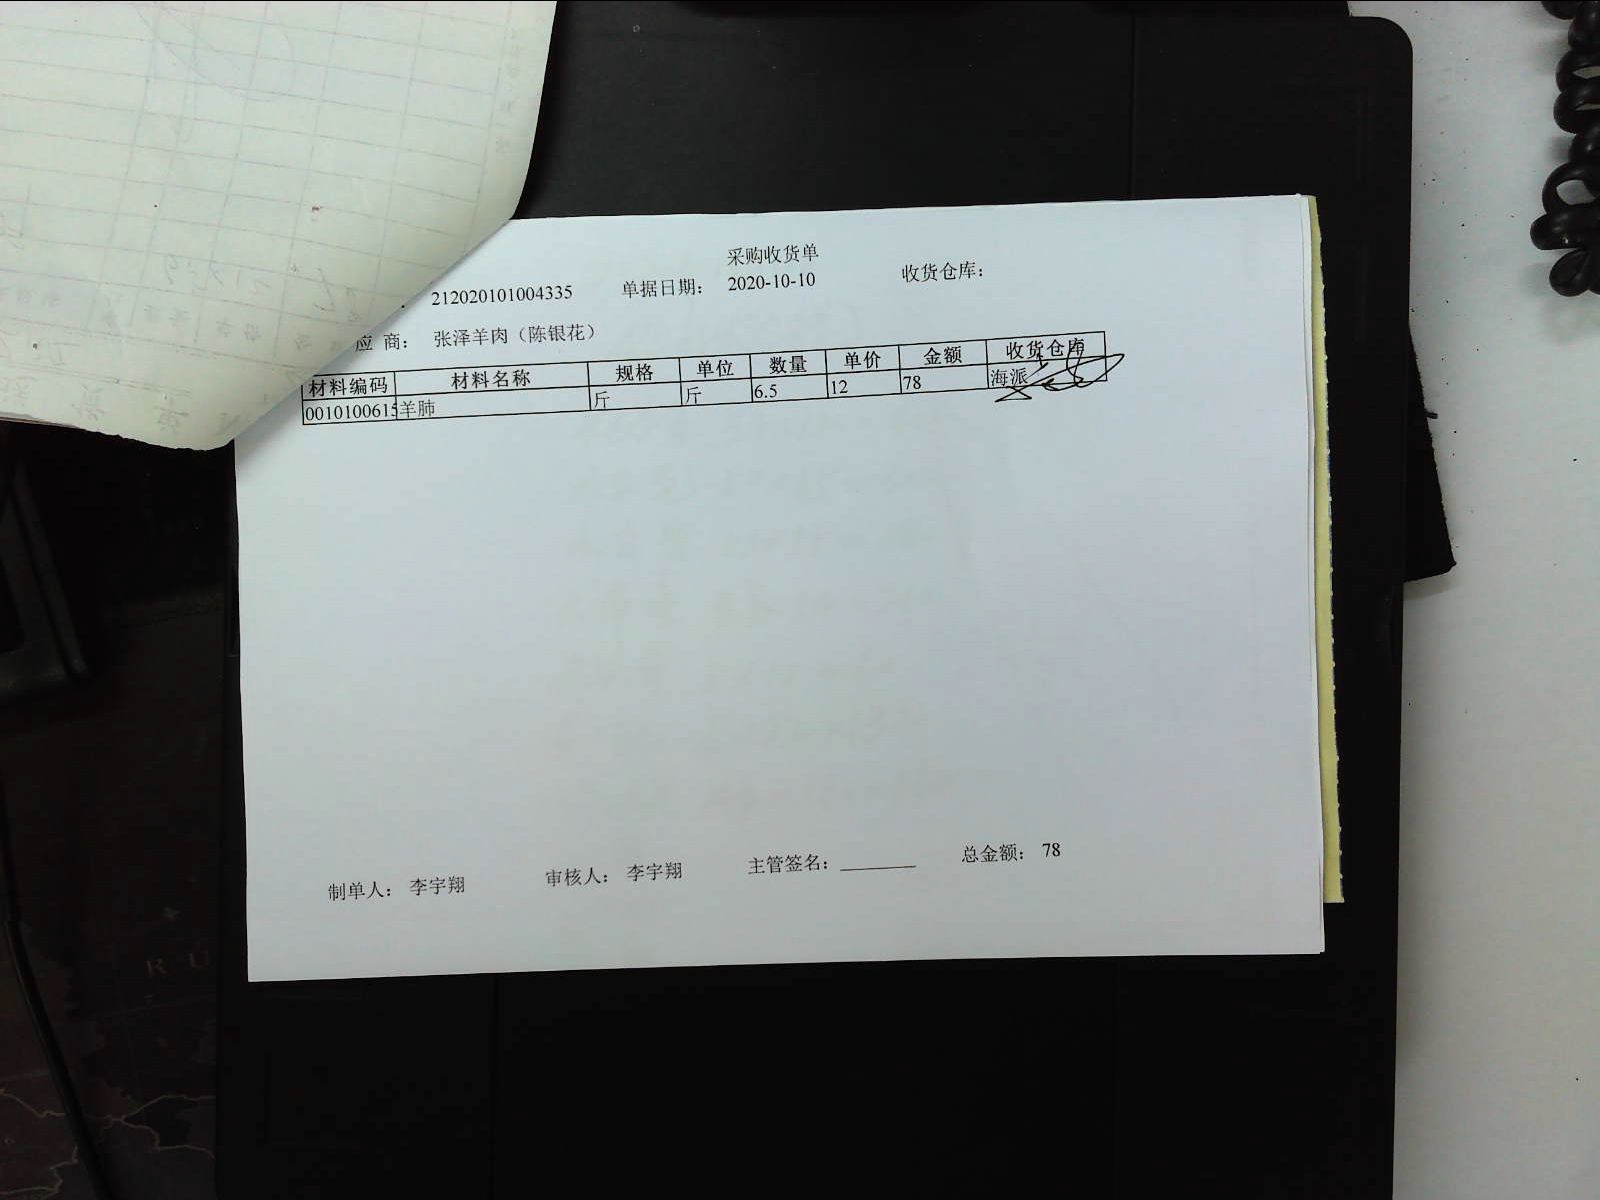 采购收货单
212020101004335 单据日期： 2020-10-10 收货仓库：
应 商： 张泽羊肉（陈银花）
材料编码 材料名称 规格 单位 数量 单价 金额 收货仓库
0010100615 羊肺 斤 斤 6.5 12 78 海派
制单人： 李宇翔 审核人： 李宇翔 主管签名： 总金额： 78